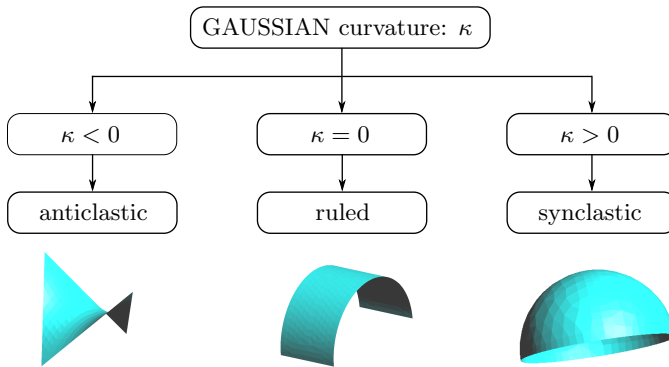 GAUSSIAN curvature: κ
κ < 0
κ = 0
κ > 0
anticlastic
ruled
synclastic